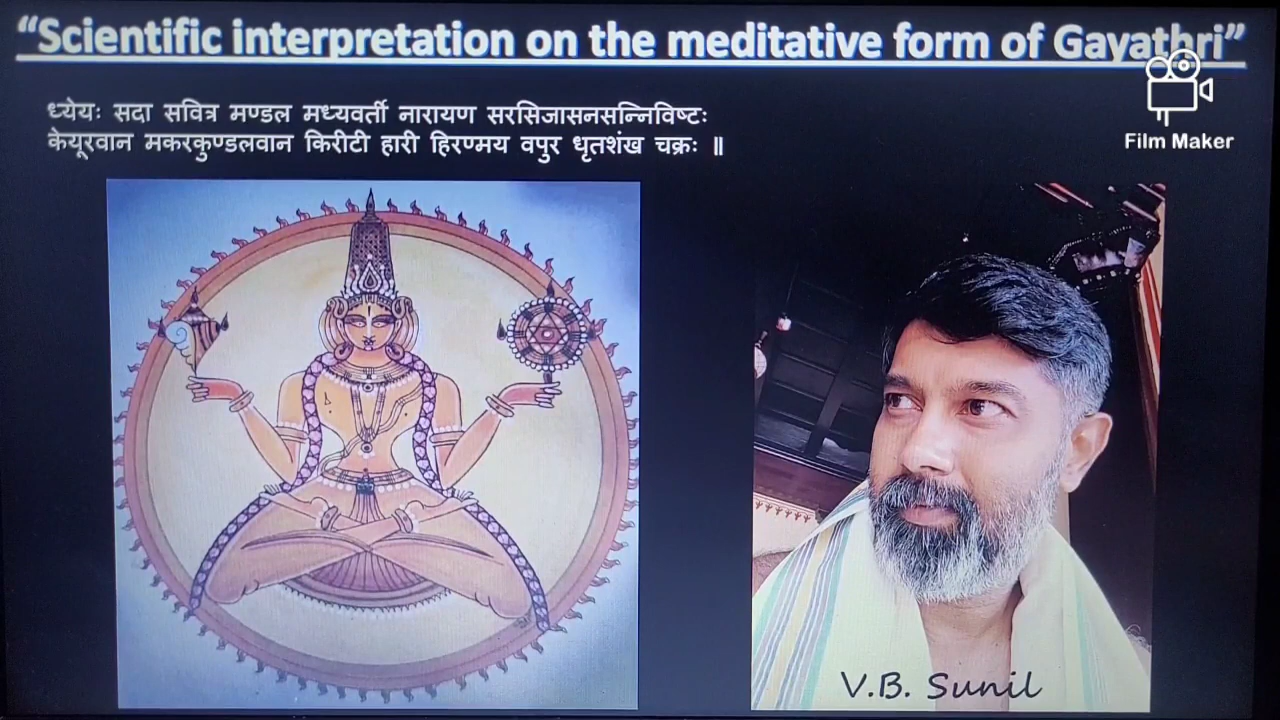 “Scientific interpretation on the meditative form of Gayathri”
Film Maker
ध्येयः सदा सवित्र मण्डल मध्यवर्ती नारायण सरसिजासनसन्निविष्टः
केयूरवान मकरकुण्डलवान किरीटी हारी हिरण्मय वपुर धृतशंख चक्रः ॥
V.B. Sunil